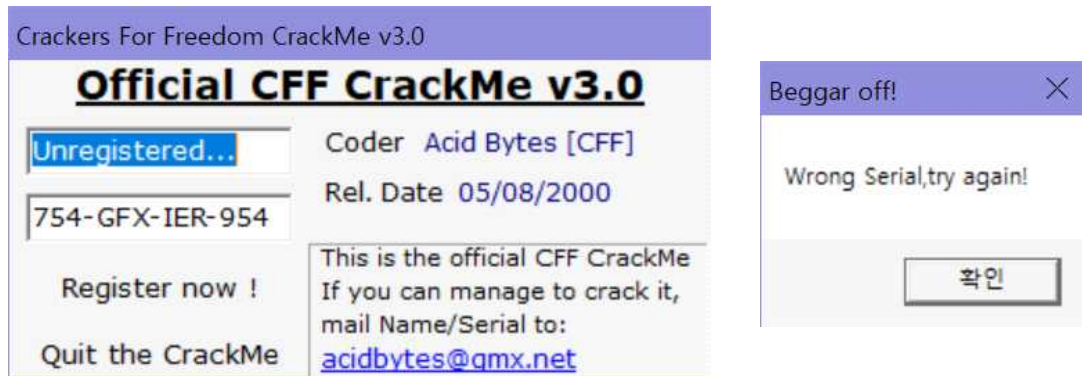 Crackers For Freedom CrackMe v3.0
Official CFF CrackMe v3.0
Unregistered...
754-GFX-IER-954
Register now !
Quit the CrackMe
Coder Acid Bytes [CFF]
Rel. Date 05/08/2000
This is the official CFF CrackMe
If you can manage to crack it,
mail Name/Serial to:
acidbytes@gmx.net
Beggar off!
Wrong Serial,try again!
확인